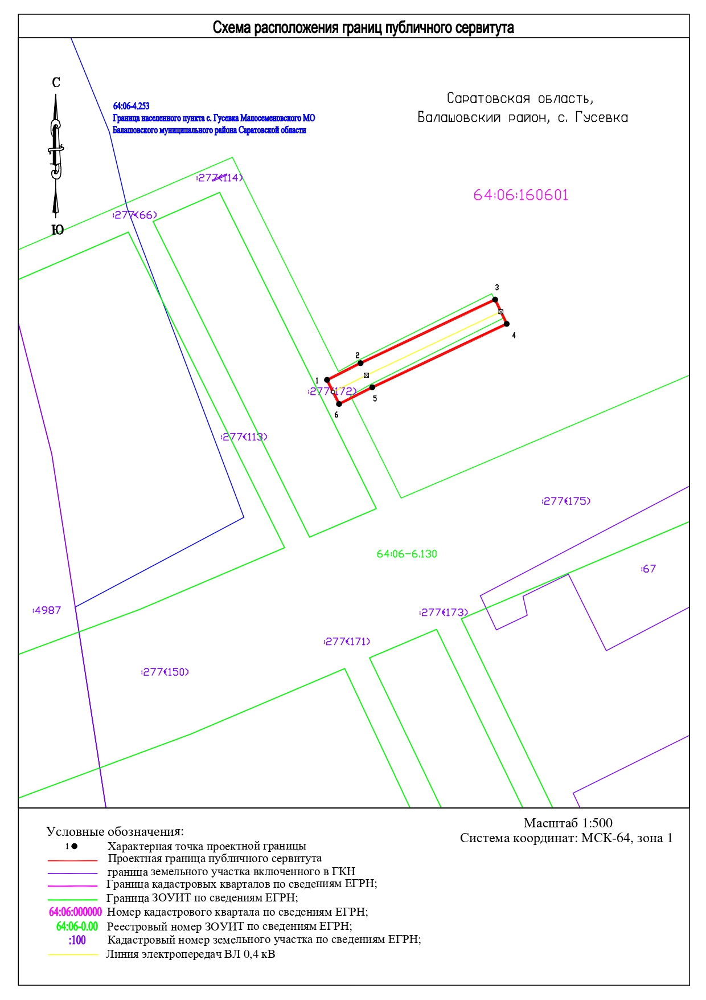 Схема расположения границ публичного сервитута
С
Ю
64:06-4.253
Граница населенного пункта с. Гусевка Малосеменовского МО
Балашовского муниципального района Саратовской области
Саратовская область,
Балашовский район, с. Гусевка
:277(114)
64:06:160601
:277(66)
3
4
2
1
:277(172)
5
6
:277(113)
:277(175)
64:06-6.130
:67
:4987
:277(173)
:277(171)
:277(150)
Масштаб 1:500
Система координат: МСК-64, зона 1
Условные обозначения:
1 Характерная точка проектной границы
Проектная граница публичного сервитута
граница земельного участка включенного в ГКН
Граница кадастровых кварталов по сведениям ЕГРН;
Граница ЗОУИТ по сведениям ЕГРН;
64:06:000000 Номер кадастрового квартала по сведениям ЕГРН;
64:06-0.00 Реестровый номер ЗОУИТ по сведениям ЕГРН;
:100 Кадастровый номер земельного участка по сведениям ЕГРН;
Линия электропередач ВЛ 0,4 кВ